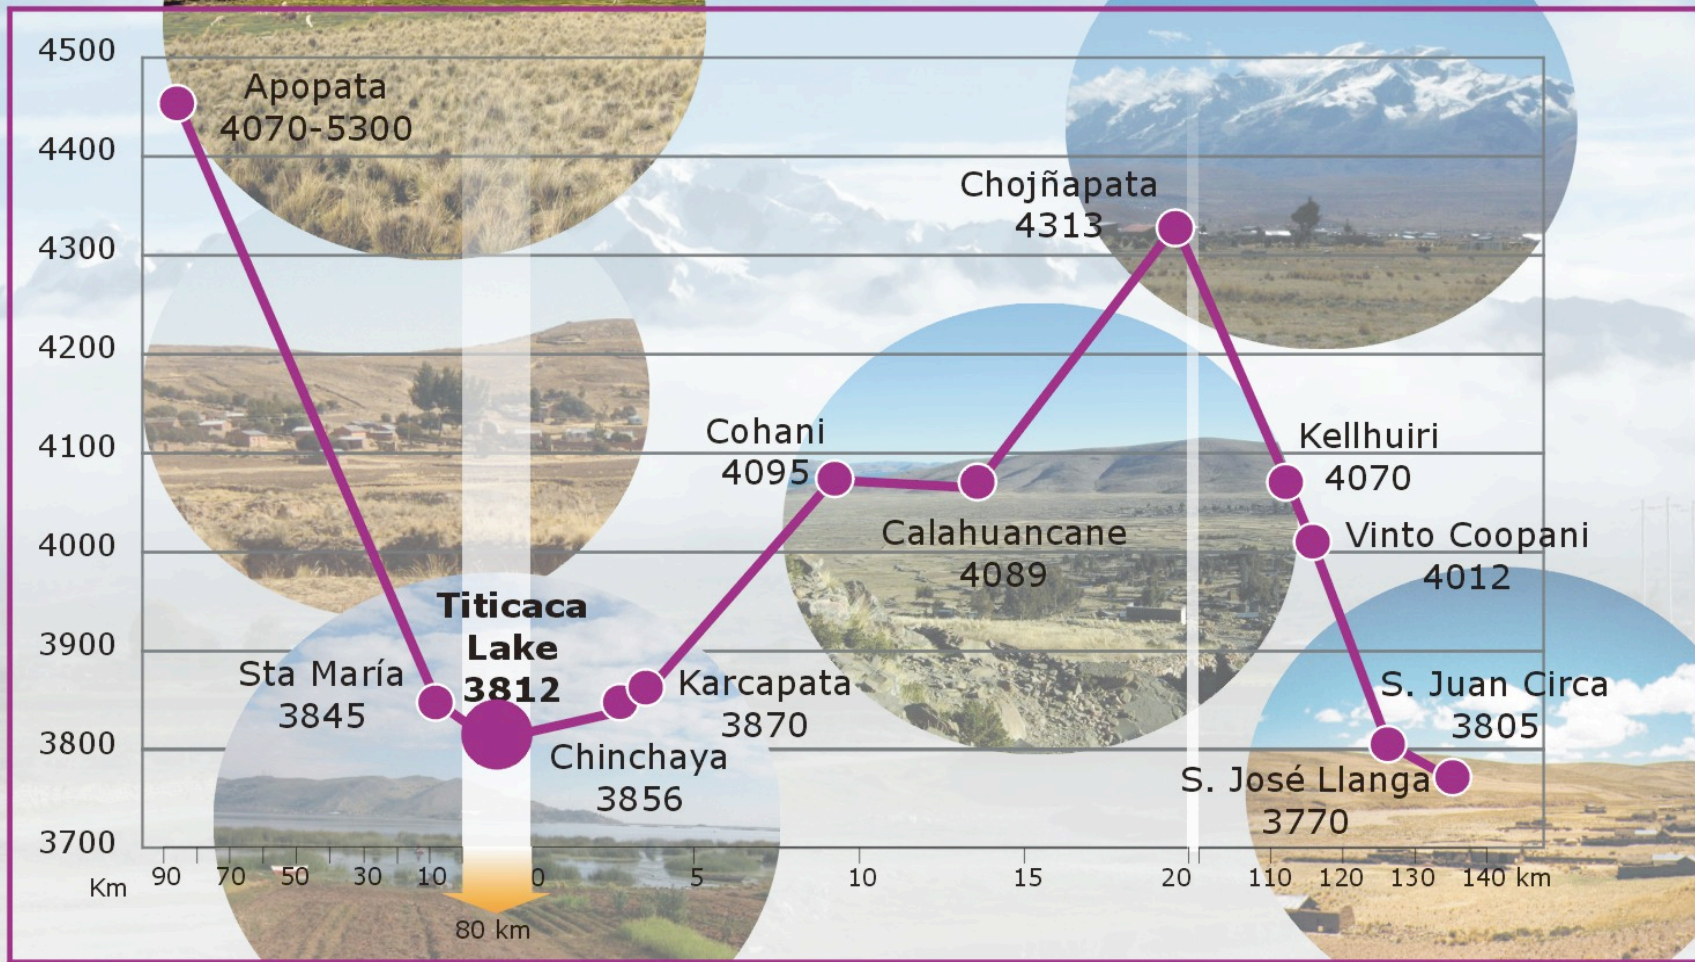 4500
4400
4300
4200
4100
4000
3900
3800
3700
Apopata
4070-5300
Chojñapata
4313
Cohani
4095
Kellhuiri
4070
Calahuancane
4089
Vinto Coopani
4012
Titicaca
Lake
3812
Sta María
3845
Karcapata
3870
S. Juan Circa
3805
Chinchaya
3856
S. José Llanga
3770
Km 90 70 50 30 10 0 5 10 15 20 110 120 130 140 km
80 km